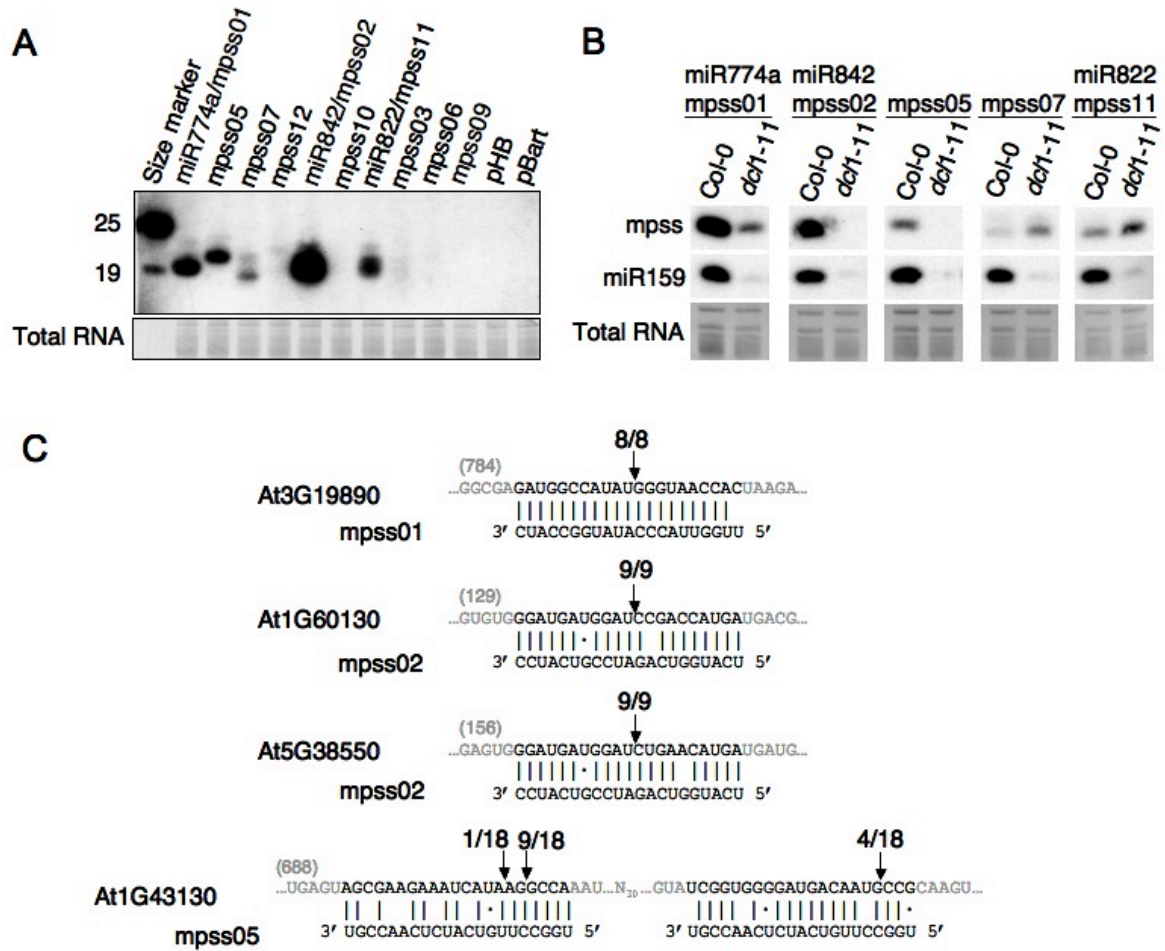 A
Size marker
miR774a/mpss01
mpss05
mpss07
mpss12
miR842/mpss02
mpss10
miR822/mpss11
mpss03
mpss06
mpss09
pHB
pBart
25
19
Total RNA
B
miR774a miR842 miR822
mpss01 mpss02 mpss05 mpss07 mpss11
Col-0 dcl1-11 Col-0 dcl1-11 Col-0 dcl1-11 Col-0 dcl1-11 Col-0 dcl1-11
mpss
miR159
Total RNA
C
8/8
(784)
At3G19890 ...GGCGAGAUGGCCAUAUGGGUAACCACUAAGA...
mpss01 3′ CUACCGGUAUACCCAUUGGUU 5′
9/9
(129)
At1G60130 ...GUGUGGGAUGAUGGAUCCGACCAUGAUGACG...
mpss02 3′ CCUACUGCCUAGACUGGUACU 5′
9/9
(156)
At5G38550 ...GAGUGGGAUGAUGGAUCUGAACAUGAUGAUG...
mpss02 3′ CCUACUGCCUAGACUGGUACU 5′
1/18 9/18 4/18
(688)
At1G43130 ...UGAGUAGCGAAGAAAUCAUAAGGCCAAAU...N30...GUAUCGGUGGGGAUGACAAUGCCGCAAGU...
mpss05 3′ UGCCAACUCUACUGUUCCGGU 5′ 3′ UGCCAACUCUACUGUUCCGGU 5′